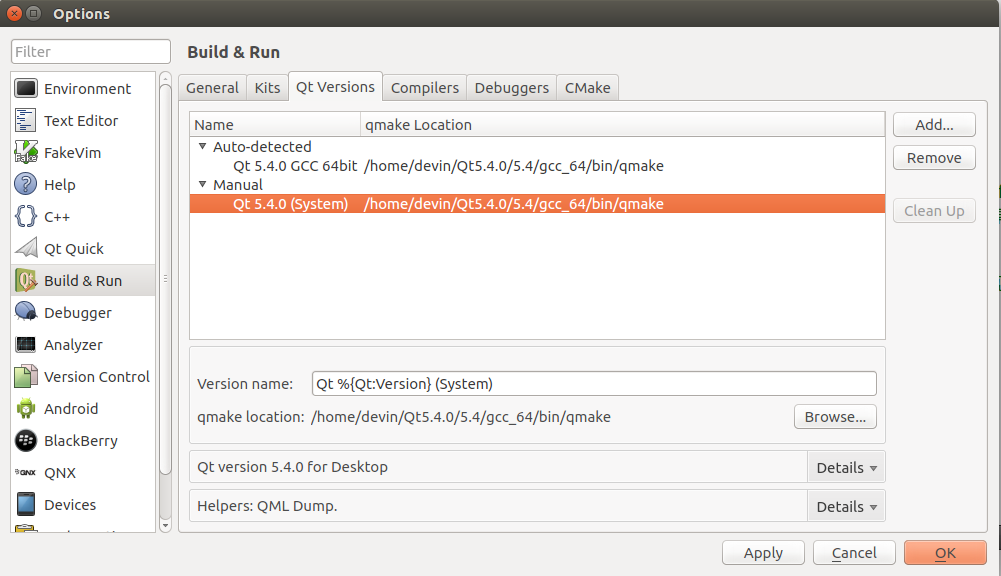 Options
Filter
Environment
Text Editor
FakeVim
Help
C++
Qt Quick
Build & Run
Debugger
Analyzer
Version Control
Android
BlackBerry
QNX
Devices
Build & Run
General Kits Qt Versions Compilers Debuggers CMake
Name qmake Location
Auto-detected
Qt 5.4.0 GCC 64bit /home/devin/Qt5.4.0/5.4/gcc_64/bin/qmake
Manual
Qt 5.4.0 (System) /home/devin/Qt5.4.0/5.4/gcc_64/bin/qmake
Add...
Remove
Clean Up
Version name: Qt %{Qt:Version} (System)
qmake location: /home/devin/Qt5.4.0/5.4/gcc_64/bin/qmake Browse...
Qt version 5.4.0 for Desktop Details
Helpers: QML Dump. Details
Apply Cancel OK